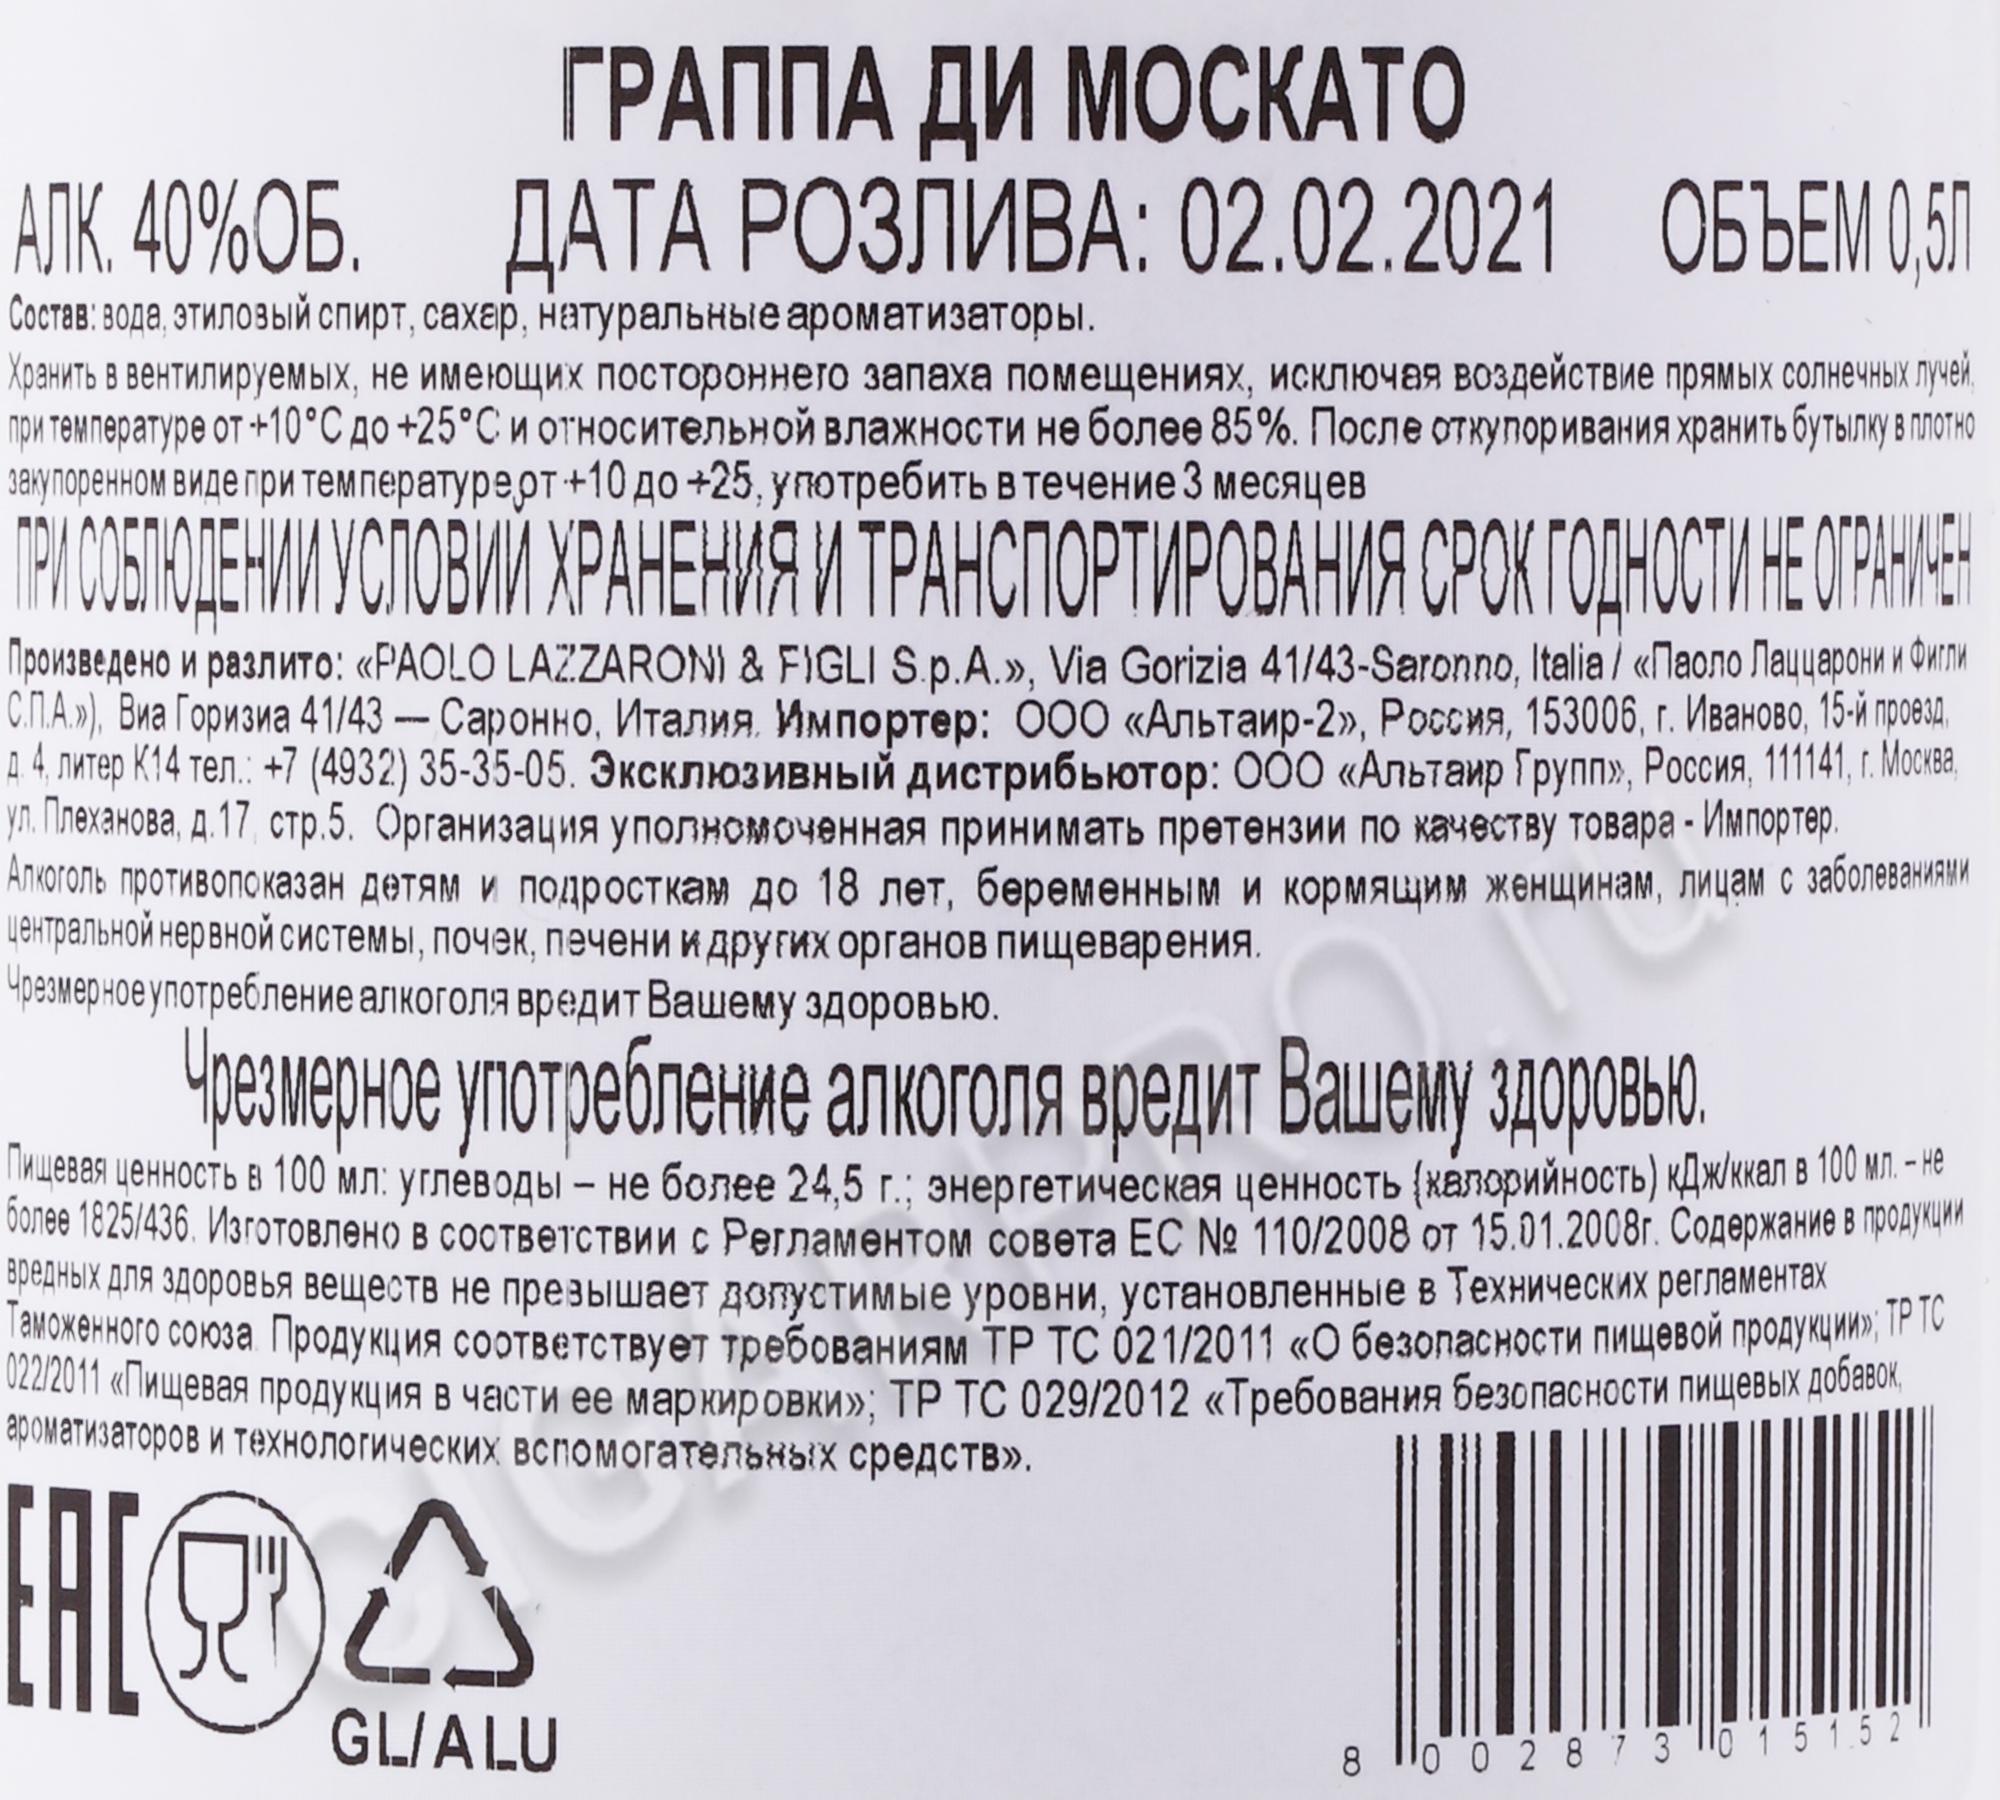 ГРАППА ДИ МОСКАТО
АЛК. 40%ОБ. ДАТА РОЗЛИВА: 02.02.2021 ОБЪЕМ 0,5Л
Состав: вода, этиловый спирт, сахар, натуральные ароматизаторы.
Хранить в вентилируемых, не имеющих постороннего запаха помещениях, исключая воздействие прямых солнечных лучей,
при температуре от +10°С до +25°С и относительной влажности не более 85%. После откупоривания хранить бутылку в плотно
закупоренном виде при температуре от +10 до +25, употребить в течение 3 месяцев
ПРИ СОБЛЮДЕНИИ УСЛОВИЙ ХРАНЕНИЯ И ТРАНСПОРТИРОВАНИЯ СРОК ГОДНОСТИ НЕ ОГРАНИЧЕН
Произведено и разлито: «PAOLO LAZZARONI & FIGLI S.p.A.», Via Gorizia 41/43-Saronno, Italia / «Паоло Лаццарони и Фигли
С.П.А.»), Виа Горизиа 41/43 — Саронно, Италия. Импортер: ООО «Альтаир-2», Россия, 153006, г. Иваново, 15-й проезд,
д. 4, литер К14 тел.: +7 (4932) 35-35-05. Эксклюзивный дистрибьютор: ООО «Альтаир Групп», Россия, 111141, г. Москва,
ул. Плеханова, д.17, стр.5. Организация уполномоченная принимать претензии по качеству товара - Импортер.
Алкоголь противопоказан детям и подросткам до 18 лет, беременным и кормящим женщинам, лицам с заболеваниями
центральной нервной системы, почек, печени и других органов пищеварения.
Чрезмерное употребление алкоголя вредит Вашему здоровью.
Чрезмерное употребление алкоголя вредит Вашему здоровью.
Пищевая ценность в 100 мл: углеводы – не более 24,5 г.; энергетическая ценность (калорийность) кДж/ккал в 100 мл. – не
более 1825/436. Изготовлено в соответствии с Регламентом совета ЕС № 110/2008 от 15.01.2008г. Содержание в продукции
вредных для здоровья веществ не превышает допустимые уровни, установленные в Технических регламентах
Таможенного союза. Продукция соответствует требованиям ТР ТС 021/2011 «О безопасности пищевой продукции»; ТР ТС
022/2011 «Пищевая продукция в части ее маркировки»; ТР ТС 029/2012 «Требования безопасности пищевых добавок,
ароматизаторов и технологических вспомогательных средств».
EAC
GL/ALU
8 002873 015152
CIGARPRO.ru